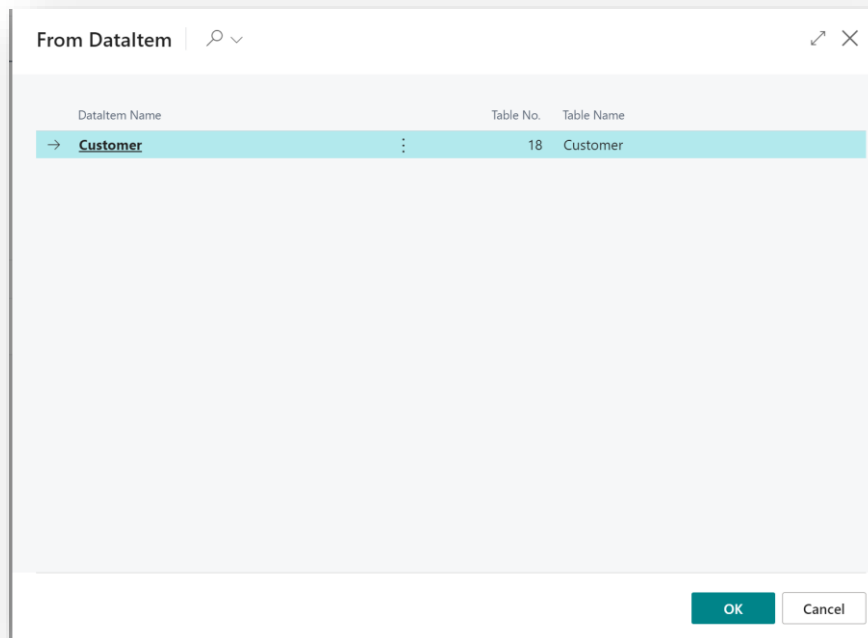 From DataItem
DataItem Name Table No. Table Name
Customer 18 Customer
OK Cancel